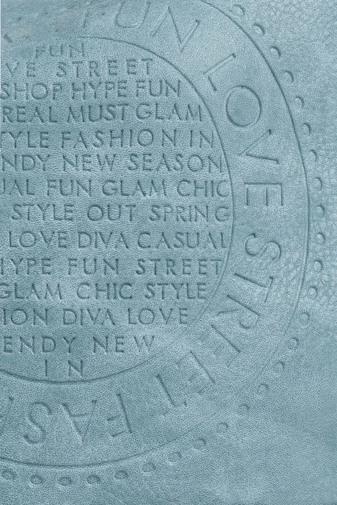 FUN
VE STREET
SHOP HYPE FUN
REAL MUST GLAM
TYLE FASHION IN
NDY NEW SEASON
UAL FUN GLAM CHIC
STYLE OUT SPRING
LOVE DIVA CASUAL
HYPE FUN STREET
GLAM CHIC STYLE
ION DIVA LOVE
ENDY NEW
IN
FUN LOVE STREET FAS